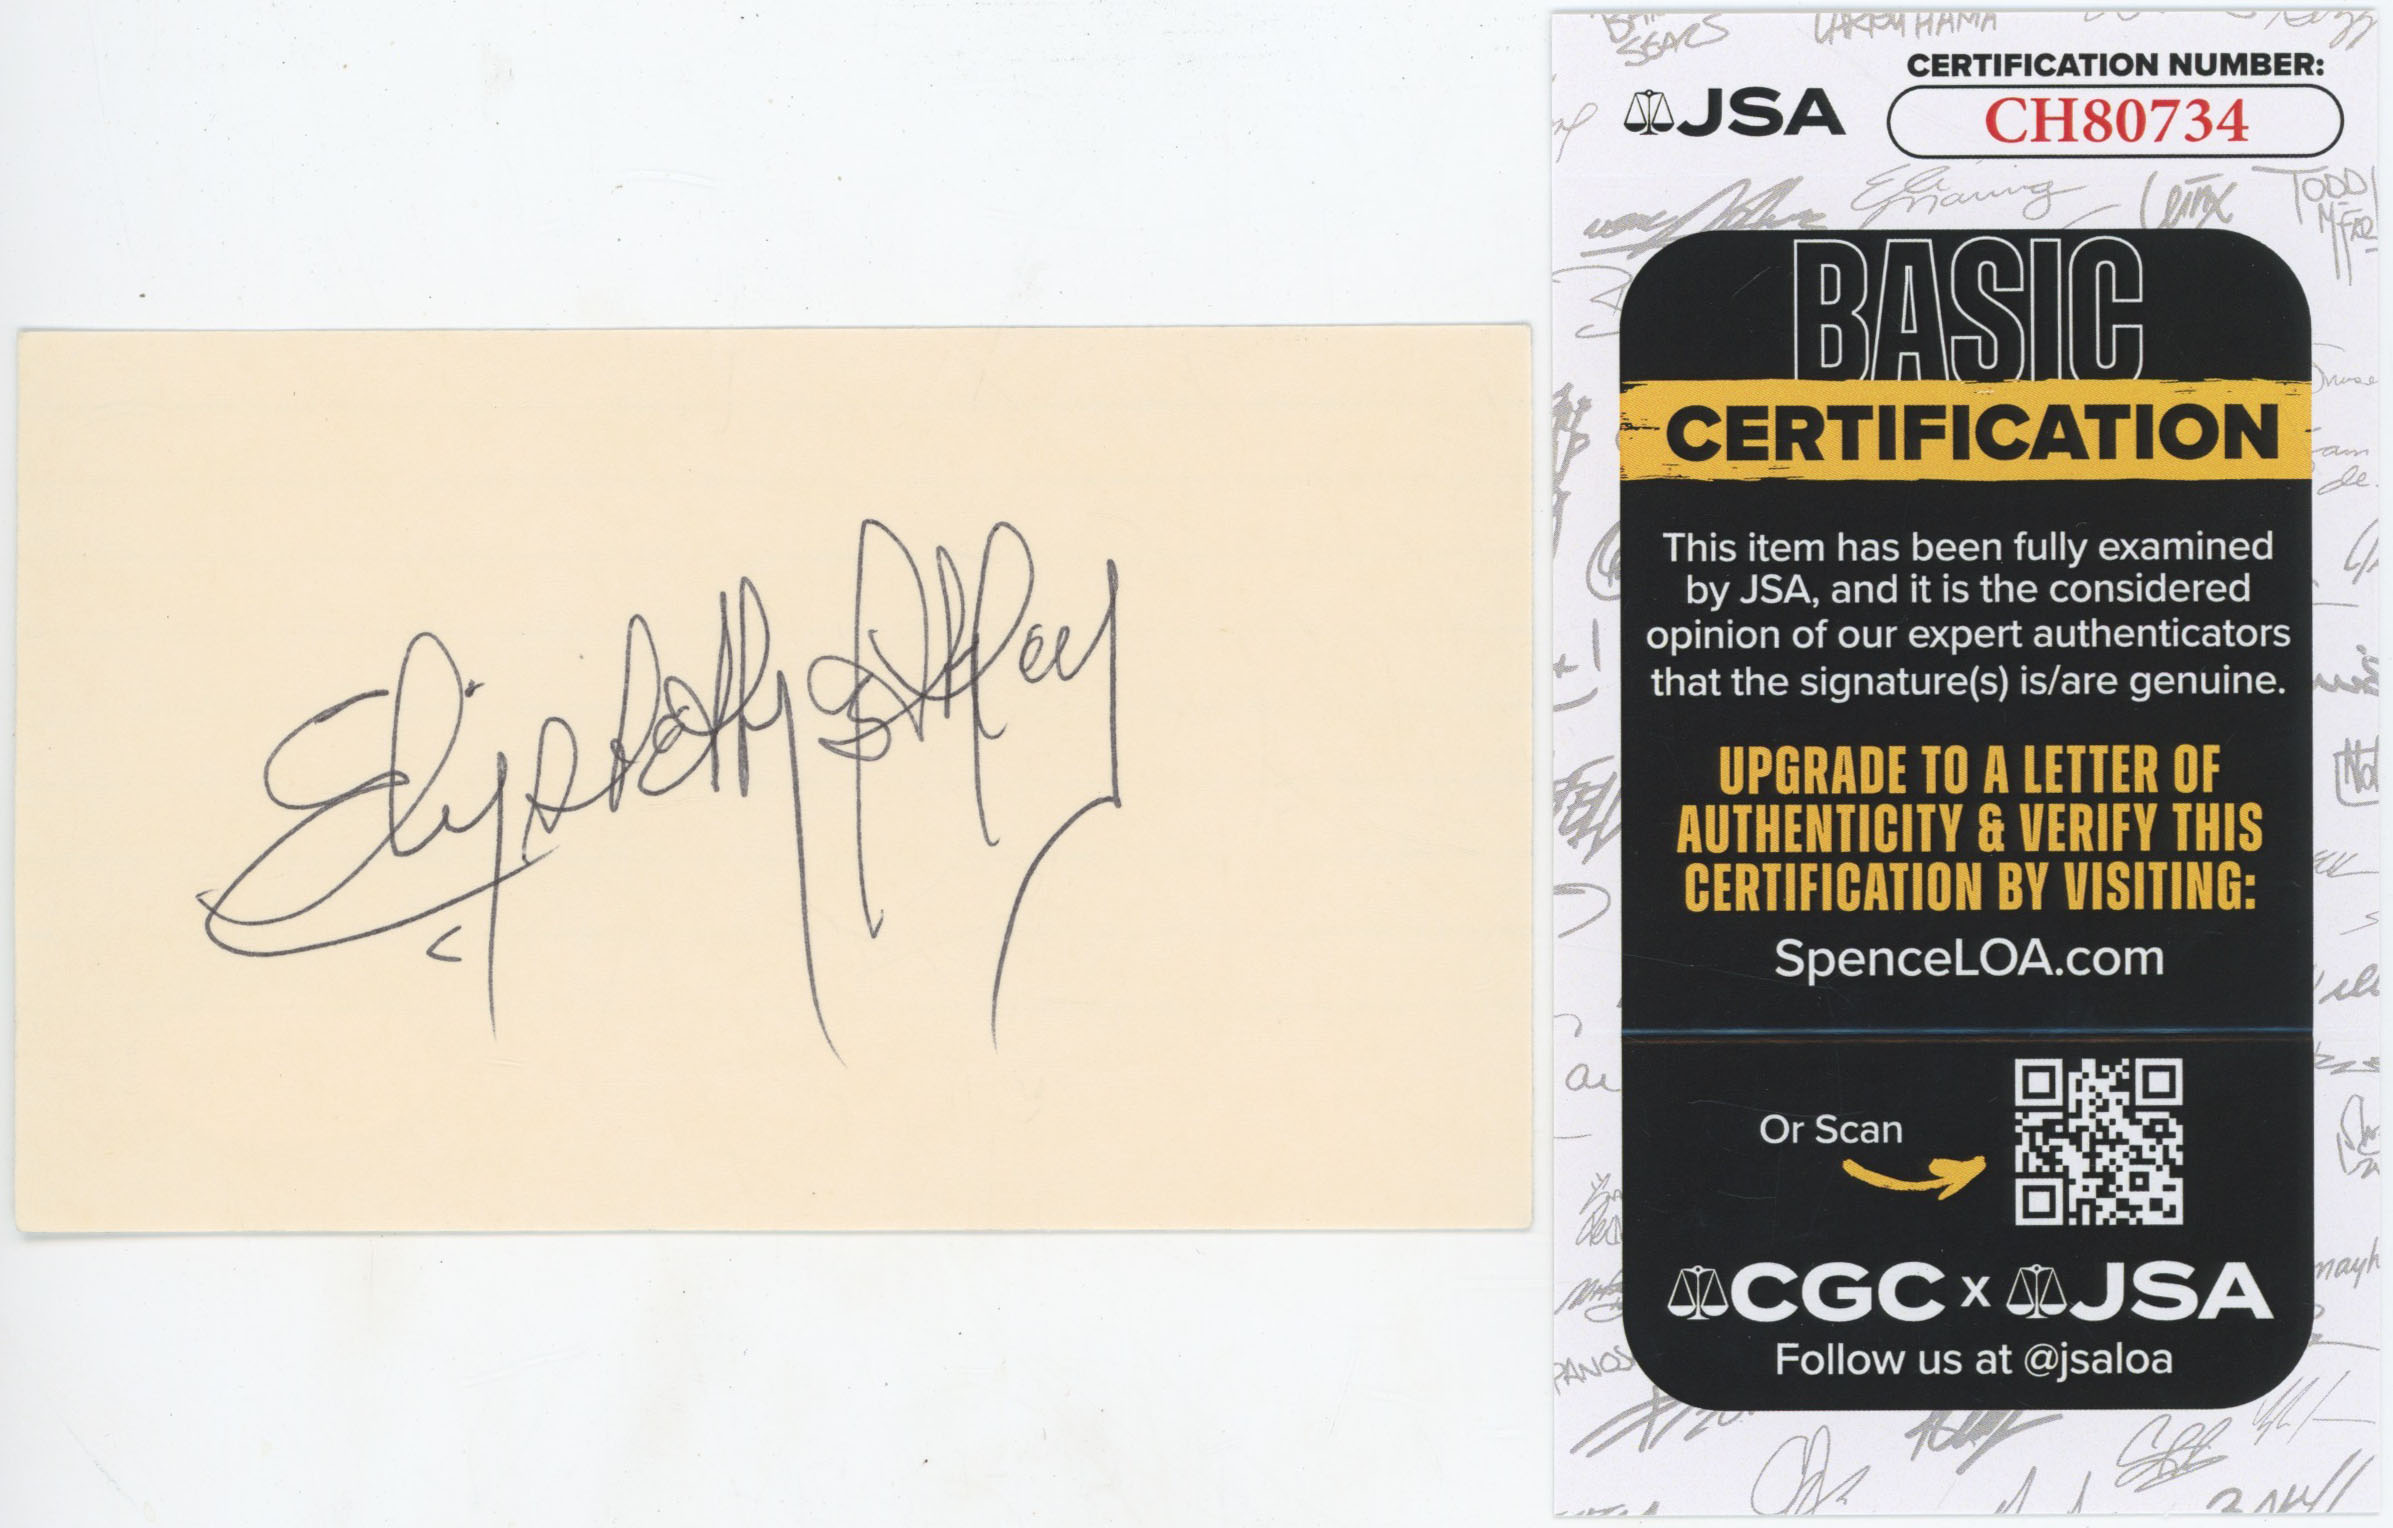 Elizabeth Ashley
CERTIFICATION NUMBER:
JSA CH80734
BASIC
CERTIFICATION
This item has been fully examined
by JSA, and it is the considered
opinion of our expert authenticators
that the signature(s) is/are genuine.
UPGRADE TO A LETTER OF
AUTHENTICITY & VERIFY THIS
CERTIFICATION BY VISITING:
SpenceLOA.com
Or Scan
CGC x JSA
Follow us at @jsaloa